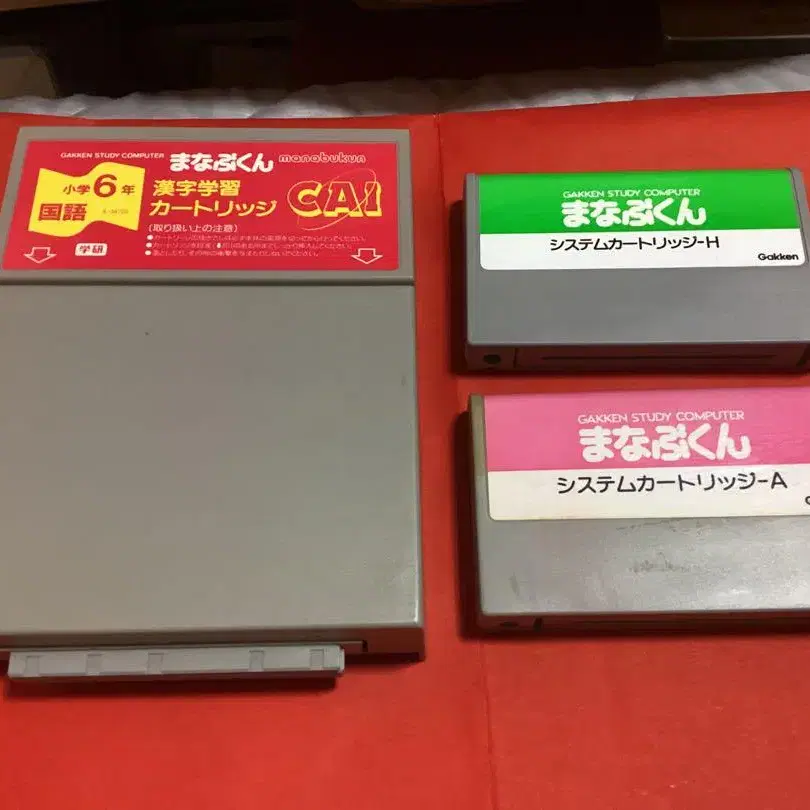 GAKKEN STUDY COMPUTER まなぶくん manabukun
小学6年
国語
漢字学習
カートリッジ
CAI
(取り扱い上の注意)
学研
GAKKEN STUDY COMPUTER
まなぶくん
システムカートリッジ-H
Gakken
GAKKEN STUDY COMPUTER
まなぶくん
システムカートリッジ-A